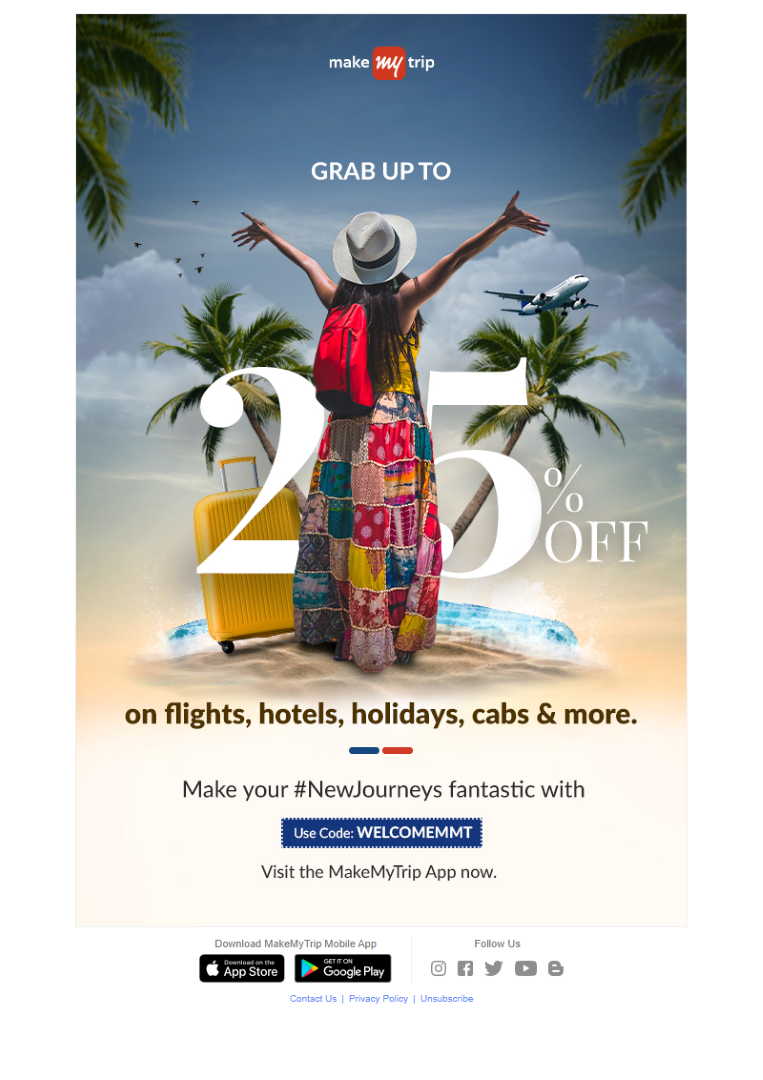 make my trip
GRAB UP TO
25% OFF
on flights, hotels, holidays, cabs & more.
Make your #NewJourneys fantastic with
Use Code: WELCOMEMMT
Visit the MakeMyTrip App now.
Download MakeMyTrip Mobile App
Follow Us
Download on the
App Store
GET IT ON
Google Play
Contact Us | Privacy Policy | Unsubscribe